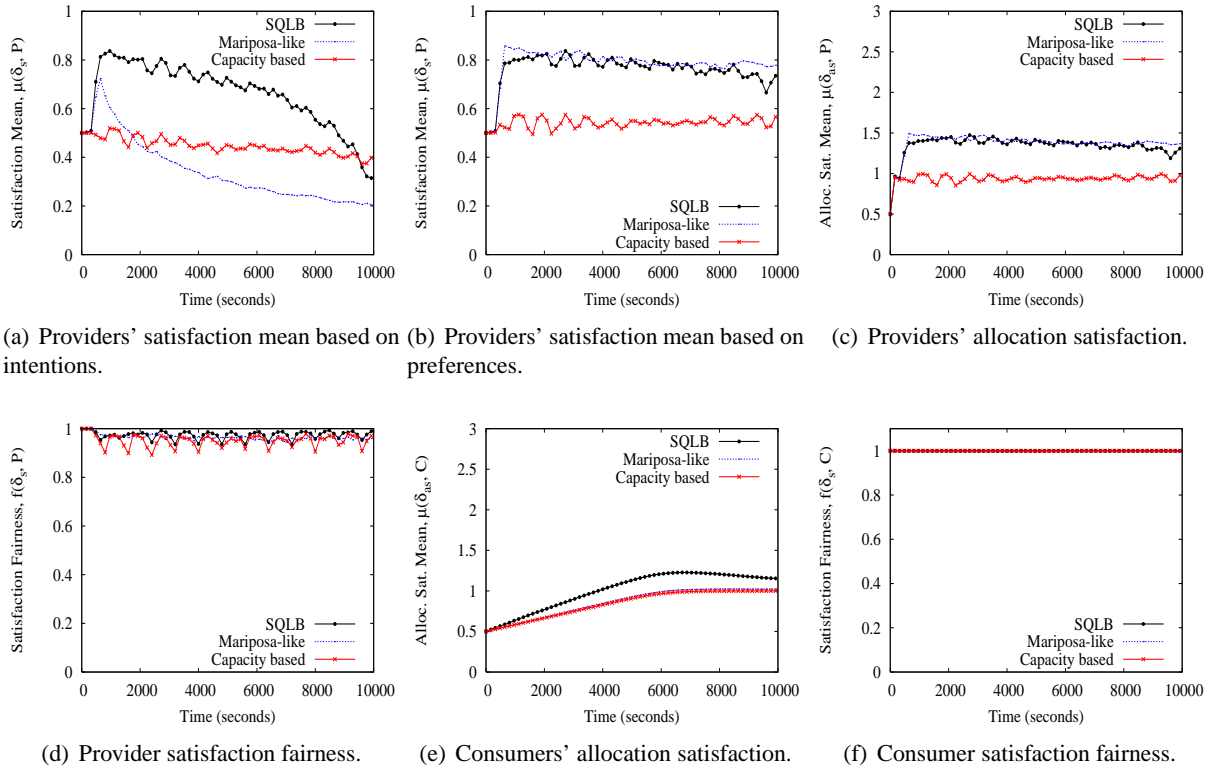 1
0.8
0.6
0.4
0.2
0
0 2000 4000 6000 8000 10000
Satisfaction Mean, μ(δs, P)
Time (seconds)
SQLB
Mariposa-like
Capacity based
(a) Providers’ satisfaction mean based on
intentions.
1
0.8
0.6
0.4
0.2
0
0 2000 4000 6000 8000 10000
Satisfaction Mean, μ(δs, P)
Time (seconds)
SQLB
Mariposa-like
Capacity based
(b) Providers’ satisfaction mean based on
preferences.
3
2.5
2
1.5
1
0.5
0
0 2000 4000 6000 8000 10000
Alloc. Sat. Mean, μ(δas, P)
Time (seconds)
SQLB
Mariposa-like
Capacity based
(c) Providers’ allocation satisfaction.
1
0.8
0.6
0.4
0.2
0
0 2000 4000 6000 8000 10000
Satisfaction Fairness, f(δs, P)
Time (seconds)
SQLB
Mariposa-like
Capacity based
(d) Provider satisfaction fairness.
3
2.5
2
1.5
1
0.5
0
0 2000 4000 6000 8000 10000
Alloc. Sat. Mean, μ(δas, C)
Time (seconds)
SQLB
Mariposa-like
Capacity based
(e) Consumers’ allocation satisfaction.
1
0.8
0.6
0.4
0.2
0
0 2000 4000 6000 8000 10000
Satisfaction Fairness, f(δs, C)
Time (seconds)
SQLB
Mariposa-like
Capacity based
(f) Consumer satisfaction fairness.